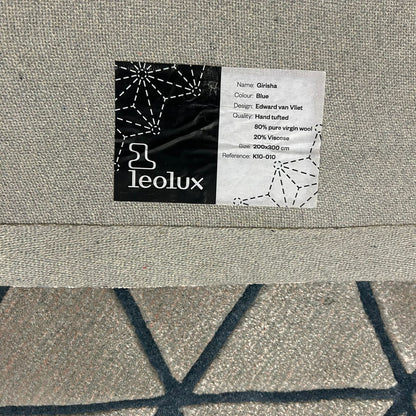 Name: Girisha
Colour: Blue
Design: Edward van Vliet
Quality: Hand tufted
80% pure virgin wool
20% Viscose
Size: 200x300 cm
Reference: K10-010
leolux